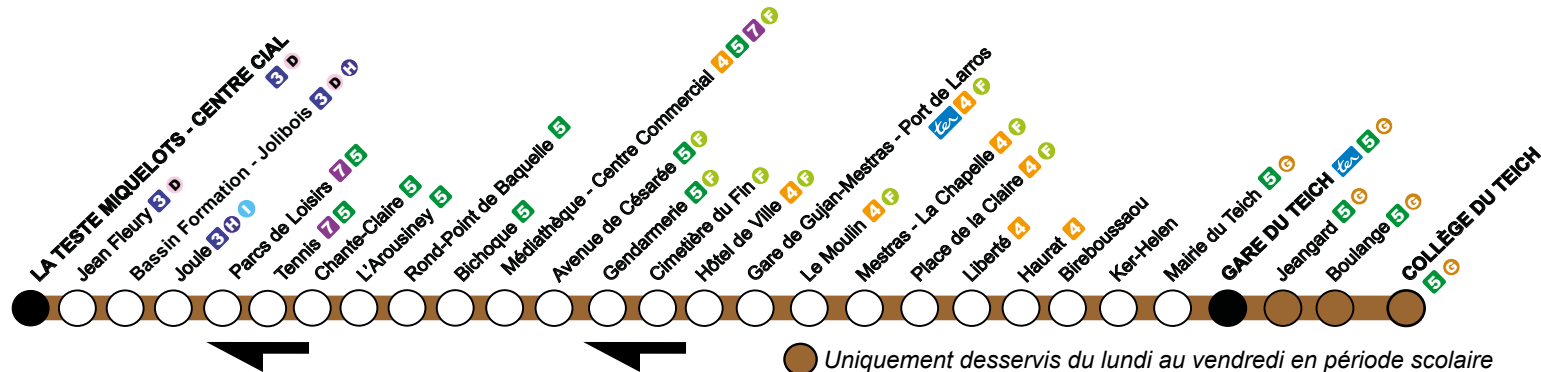 LA TESTE MIQUELOTS - CENTRE CIAL
3 D
Jean Fleury 3 D
Bassin Formation - Jolibois 3 D H
Joule 3 H I
Parcs de Loisirs 7 5
Tennis 7 5
Chante-Claire 5
L'Arousiney 5
Rond-Point de Baquelle 5
Bichoque 5
Médiathèque - Centre Commercial 4 5 7 F
Avenue de Césarée 5 F
Gendarmerie 5 F
Cimetière du Fin F
Hôtel de Ville 4 F
Gare de Gujan-Mestras - Port de Larros
ter 4 F
Le Moulin 4 F
Mestras - La Chapelle 4 F
Place de la Claire 4 F
Liberté 4
Haurat 4
Bireboussaou
Ker-Helen
Mairie du Teich 5 G
GARE DU TEICH ter 5 G
Jeangard 5 G
Boulange 5 G
COLLÈGE DU TEICH
5 G
Uniquement desservis du lundi au vendredi en période scolaire